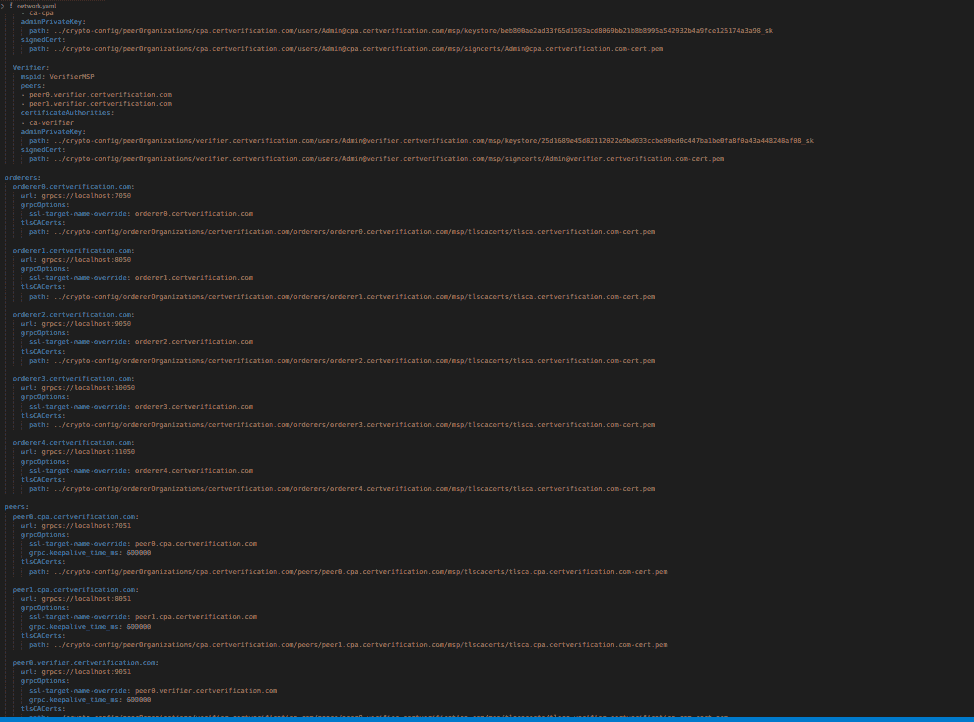 network.yaml
- ca-cpa
adminPrivateKey:
path: ../crypto-config/peerOrganizations/cpa.certverification.com/users/Admin@cpa.certverification.com/msp/keystore/
signedCert:
path: ../crypto-config/peerOrganizations/cpa.certverification.com/users/Admin@cpa.certverification.com/msp/signcerts/Admin@cpa.certverification.com-cert.pem
Verifier:
mspid: VerifierMSP
peers:
- peer0.verifier.certverification.com
- peer1.verifier.certverification.com
certificateAuthorities:
- ca-verifier
adminPrivateKey:
path: ../crypto-config/peerOrganizations/verifier.certverification.com/users/Admin@verifier.certverification.com/msp/keystore/
signedCert:
path: ../crypto-config/peerOrganizations/verifier.certverification.com/users/Admin@verifier.certverification.com/msp/signcerts/Admin@verifier.certverification.com-cert.pem
orderers:
orderer0.certverification.com:
url: grpcs://localhost:7050
grpcOptions:
ssl-target-name-override: orderer0.certverification.com
tlsCACerts:
path: ../crypto-config/ordererOrganizations/certverification.com/orderers/orderer0.certverification.com/msp/tlscacerts/tlsca.certverification.com-cert.pem
orderer1.certverification.com:
url: grpcs://localhost:8050
grpcOptions:
ssl-target-name-override: orderer1.certverification.com
tlsCACerts:
path: ../crypto-config/ordererOrganizations/certverification.com/orderers/orderer1.certverification.com/msp/tlscacerts/tlsca.certverification.com-cert.pem
orderer2.certverification.com:
url: grpcs://localhost:9050
grpcOptions:
ssl-target-name-override: orderer2.certverification.com
tlsCACerts:
path: ../crypto-config/ordererOrganizations/certverification.com/orderers/orderer2.certverification.com/msp/tlscacerts/tlsca.certverification.com-cert.pem
orderer3.certverification.com:
url: grpcs://localhost:10050
grpcOptions:
ssl-target-name-override: orderer3.certverification.com
tlsCACerts:
path: ../crypto-config/ordererOrganizations/certverification.com/orderers/orderer3.certverification.com/msp/tlscacerts/tlsca.certverification.com-cert.pem
orderer4.certverification.com:
url: grpcs://localhost:11050
grpcOptions:
ssl-target-name-override: orderer4.certverification.com
tlsCACerts:
path: ../crypto-config/ordererOrganizations/certverification.com/orderers/orderer4.certverification.com/msp/tlscacerts/tlsca.certverification.com-cert.pem
peers:
peer0.cpa.certverification.com:
url: grpcs://localhost:7051
grpcOptions:
ssl-target-name-override: peer0.cpa.certverification.com
grpc.keepalive_time_ms: 600000
tlsCACerts:
path: ../crypto-config/peerOrganizations/cpa.certverification.com/peers/peer0.cpa.certverification.com/msp/tlscacerts/tlsca.cpa.certverification.com-cert.pem
peer1.cpa.certverification.com:
url: grpcs://localhost:8051
grpcOptions:
ssl-target-name-override: peer1.cpa.certverification.com
grpc.keepalive_time_ms: 600000
tlsCACerts:
path: ../crypto-config/peerOrganizations/cpa.certverification.com/peers/peer1.cpa.certverification.com/msp/tlscacerts/tlsca.cpa.certverification.com-cert.pem
peer0.verifier.certverification.com:
url: grpcs://localhost:9051
grpcOptions:
ssl-target-name-override: peer0.verifier.certverification.com
grpc.keepalive_time_ms: 600000
tlsCACerts: